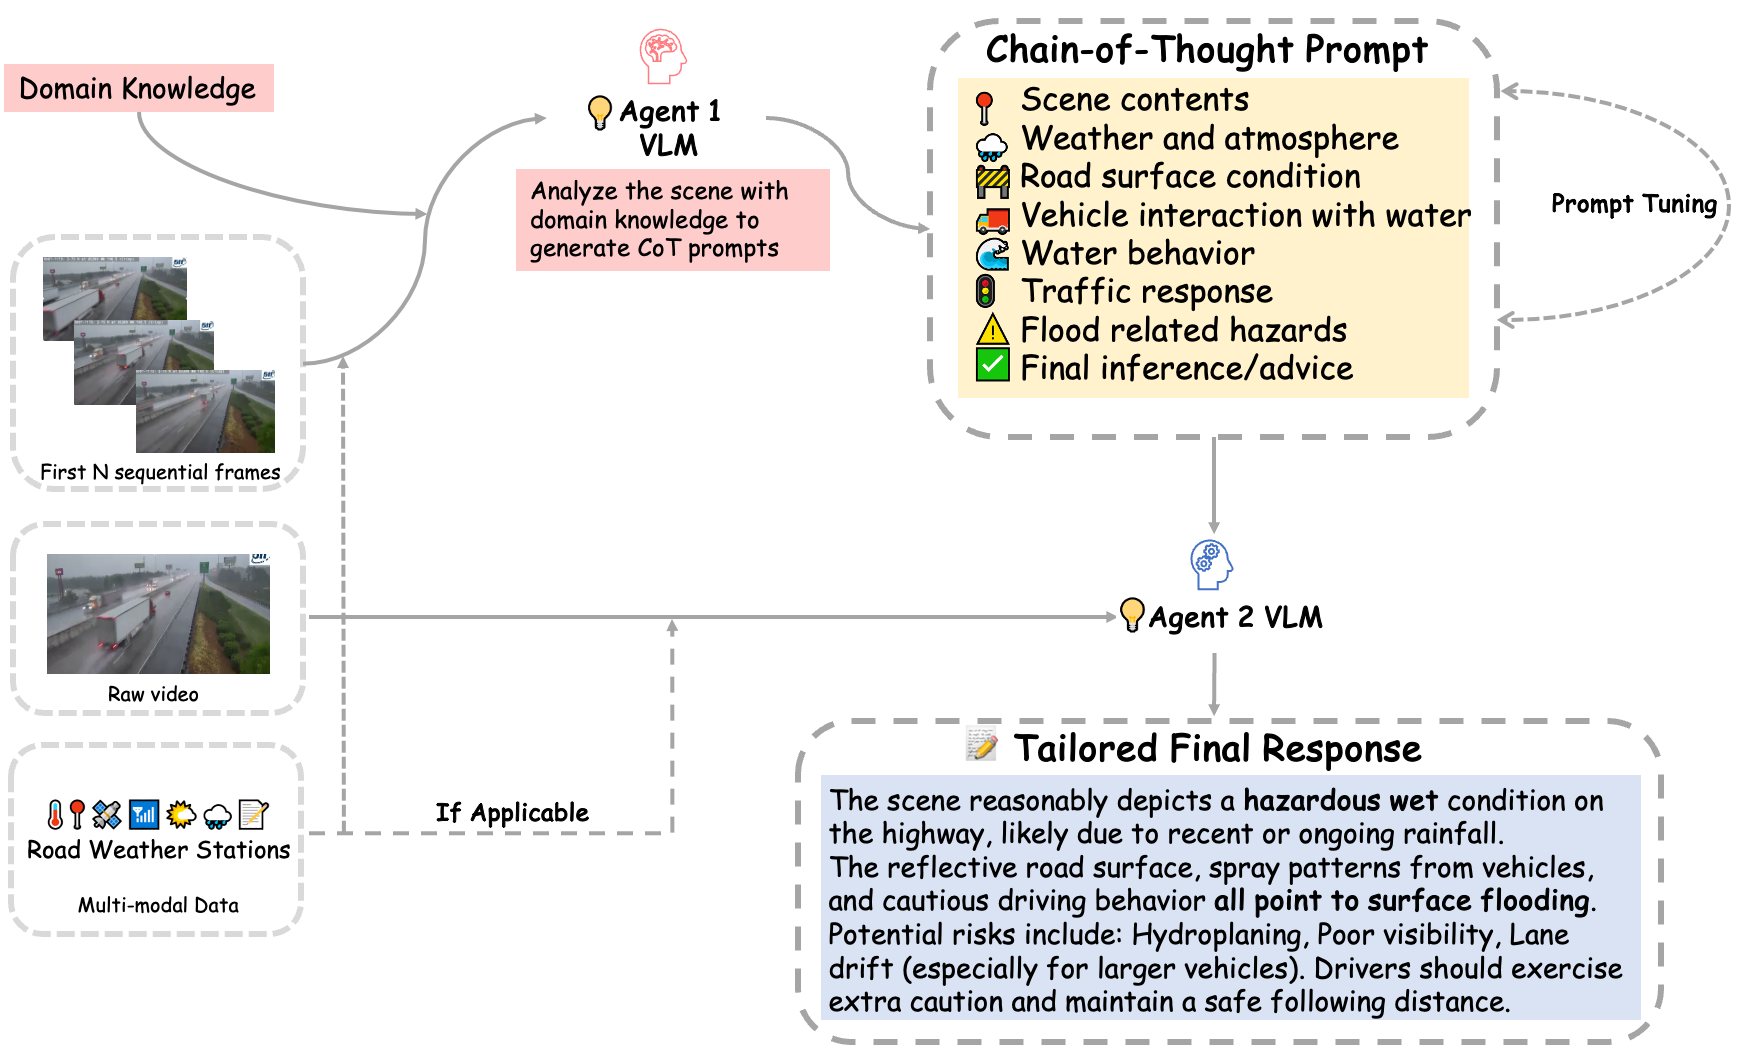 Domain Knowledge
Agent 1
VLM
Analyze the scene with
domain knowledge to
generate CoT prompts
Chain-of-Thought Prompt
Scene contents
Weather and atmosphere
Road surface condition
Vehicle interaction with water
Water behavior
Traffic response
Flood related hazards
Final inference/advice
Prompt Tuning
First N sequential frames
Raw video
Road Weather Stations
Multi-modal Data
If Applicable
Agent 2 VLM
Tailored Final Response
The scene reasonably depicts a hazardous wet condition on
the highway, likely due to recent or ongoing rainfall.
The reflective road surface, spray patterns from vehicles,
and cautious driving behavior all point to surface flooding.
Potential risks include: Hydroplaning, Poor visibility, Lane
drift (especially for larger vehicles). Drivers should exercise
extra caution and maintain a safe following distance.